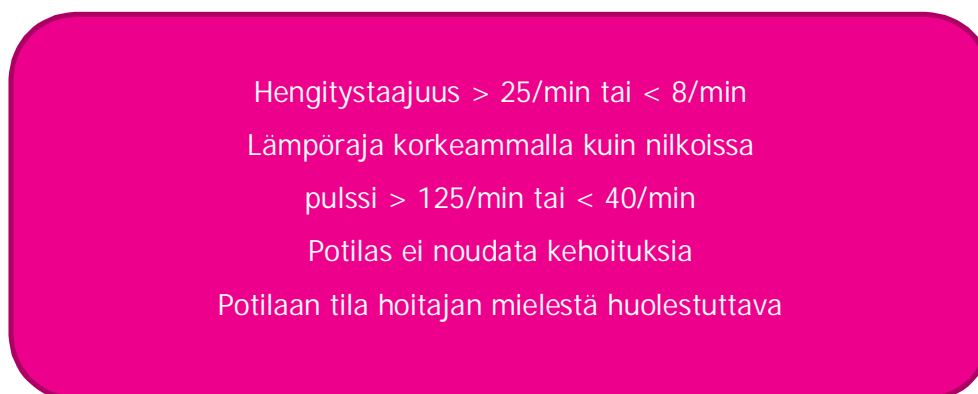 Hengitystaajuus > 25/min tai < 8/min
Lämpöraja korkeammalla kuin nilkoissa
pulssi > 125/min tai < 40/min
Potilas ei noudata kehoituksia
Potilaan tila hoitajan mielestä huolestuttava